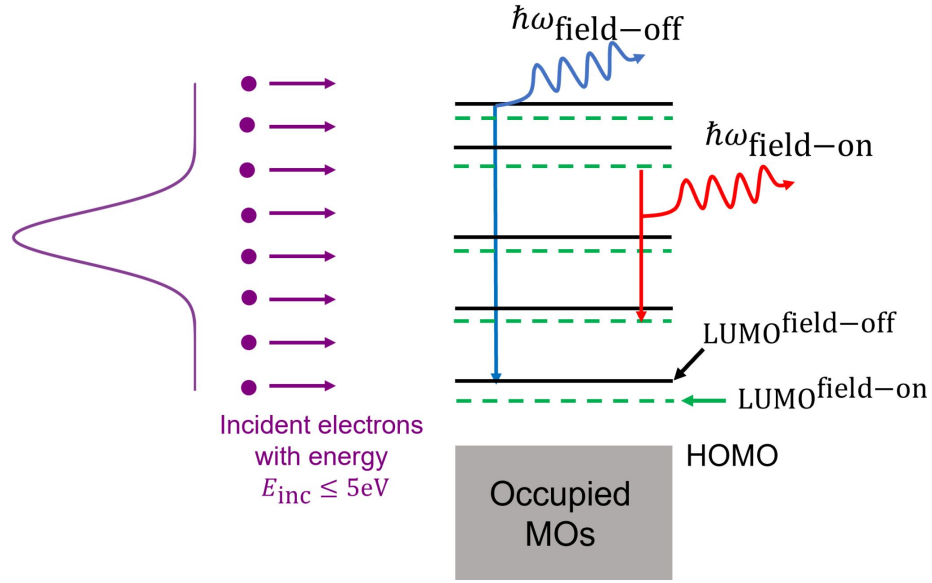 ℏω_field−off
ℏω_field−on
LUMO^field−off
LUMO^field−on
HOMO
Incident electrons
with energy
E_inc ≤ 5eV
Occupied
MOs